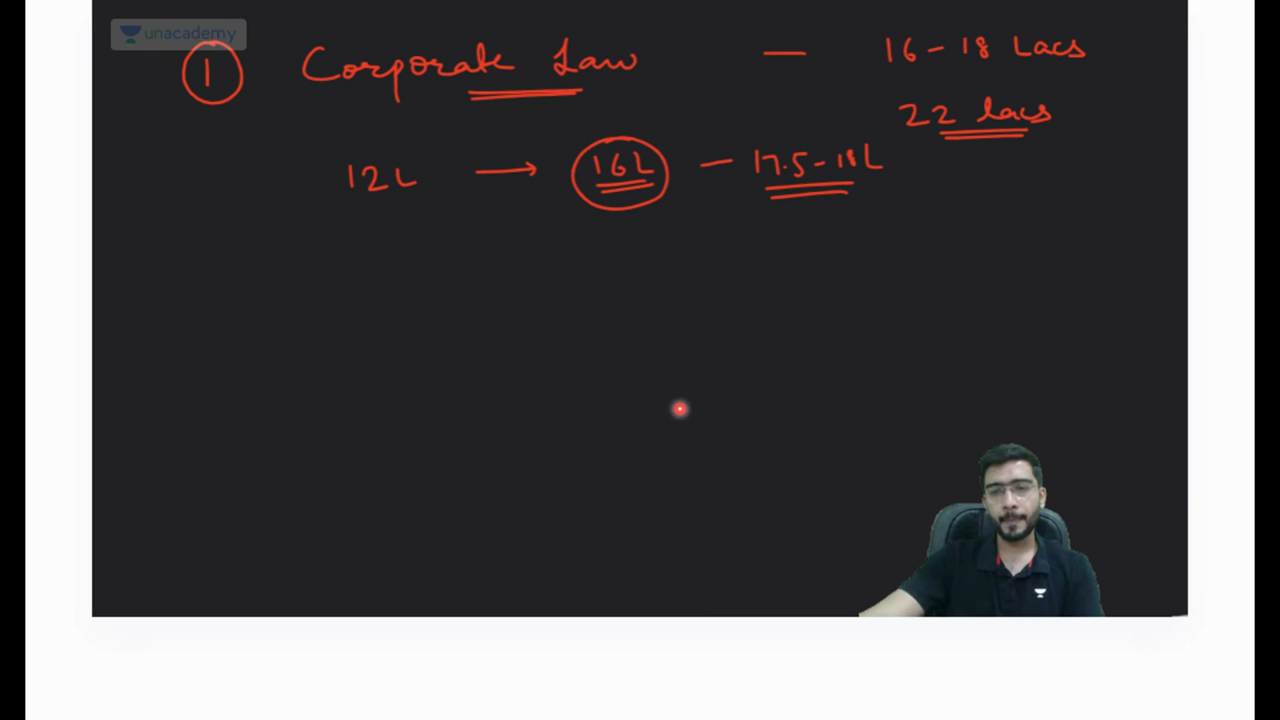 unacademy
1 Corporate Law — 16 - 18 Lacs
22 lacs
12L → 16L — 17.5 - 18L